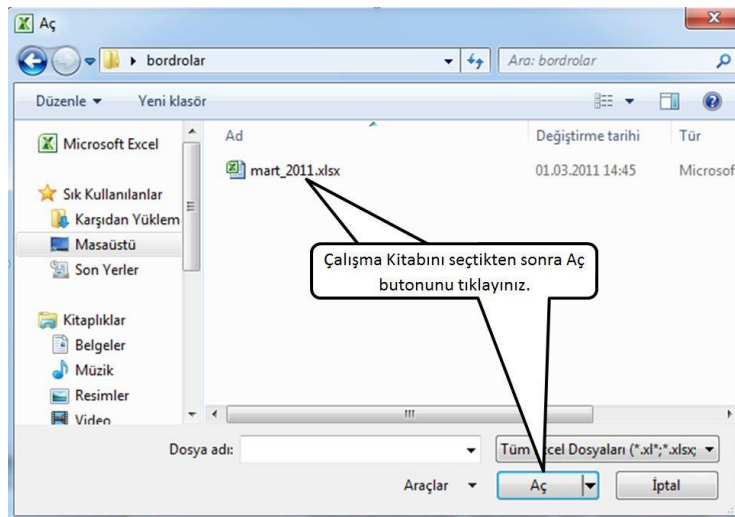 Aç
bordrolar
Ara: bordrolar
Düzenle
Yeni klasör
Microsoft Excel
Sık Kullanılanlar
Karşıdan Yüklem
Masaüstü
Son Yerler
Kitaplıklar
Belgeler
Müzik
Resimler
Video
Ad
Değiştirme tarihi
Tür
mart_2011.xlsx
01.03.2011 14:45
Microsof
Çalışma Kitabını seçtikten sonra Aç
butonunu tıklayınız.
Dosya adı:
Tüm Excel Dosyaları (*.xl*;*.xlsx;
Araçlar
Aç
İptal